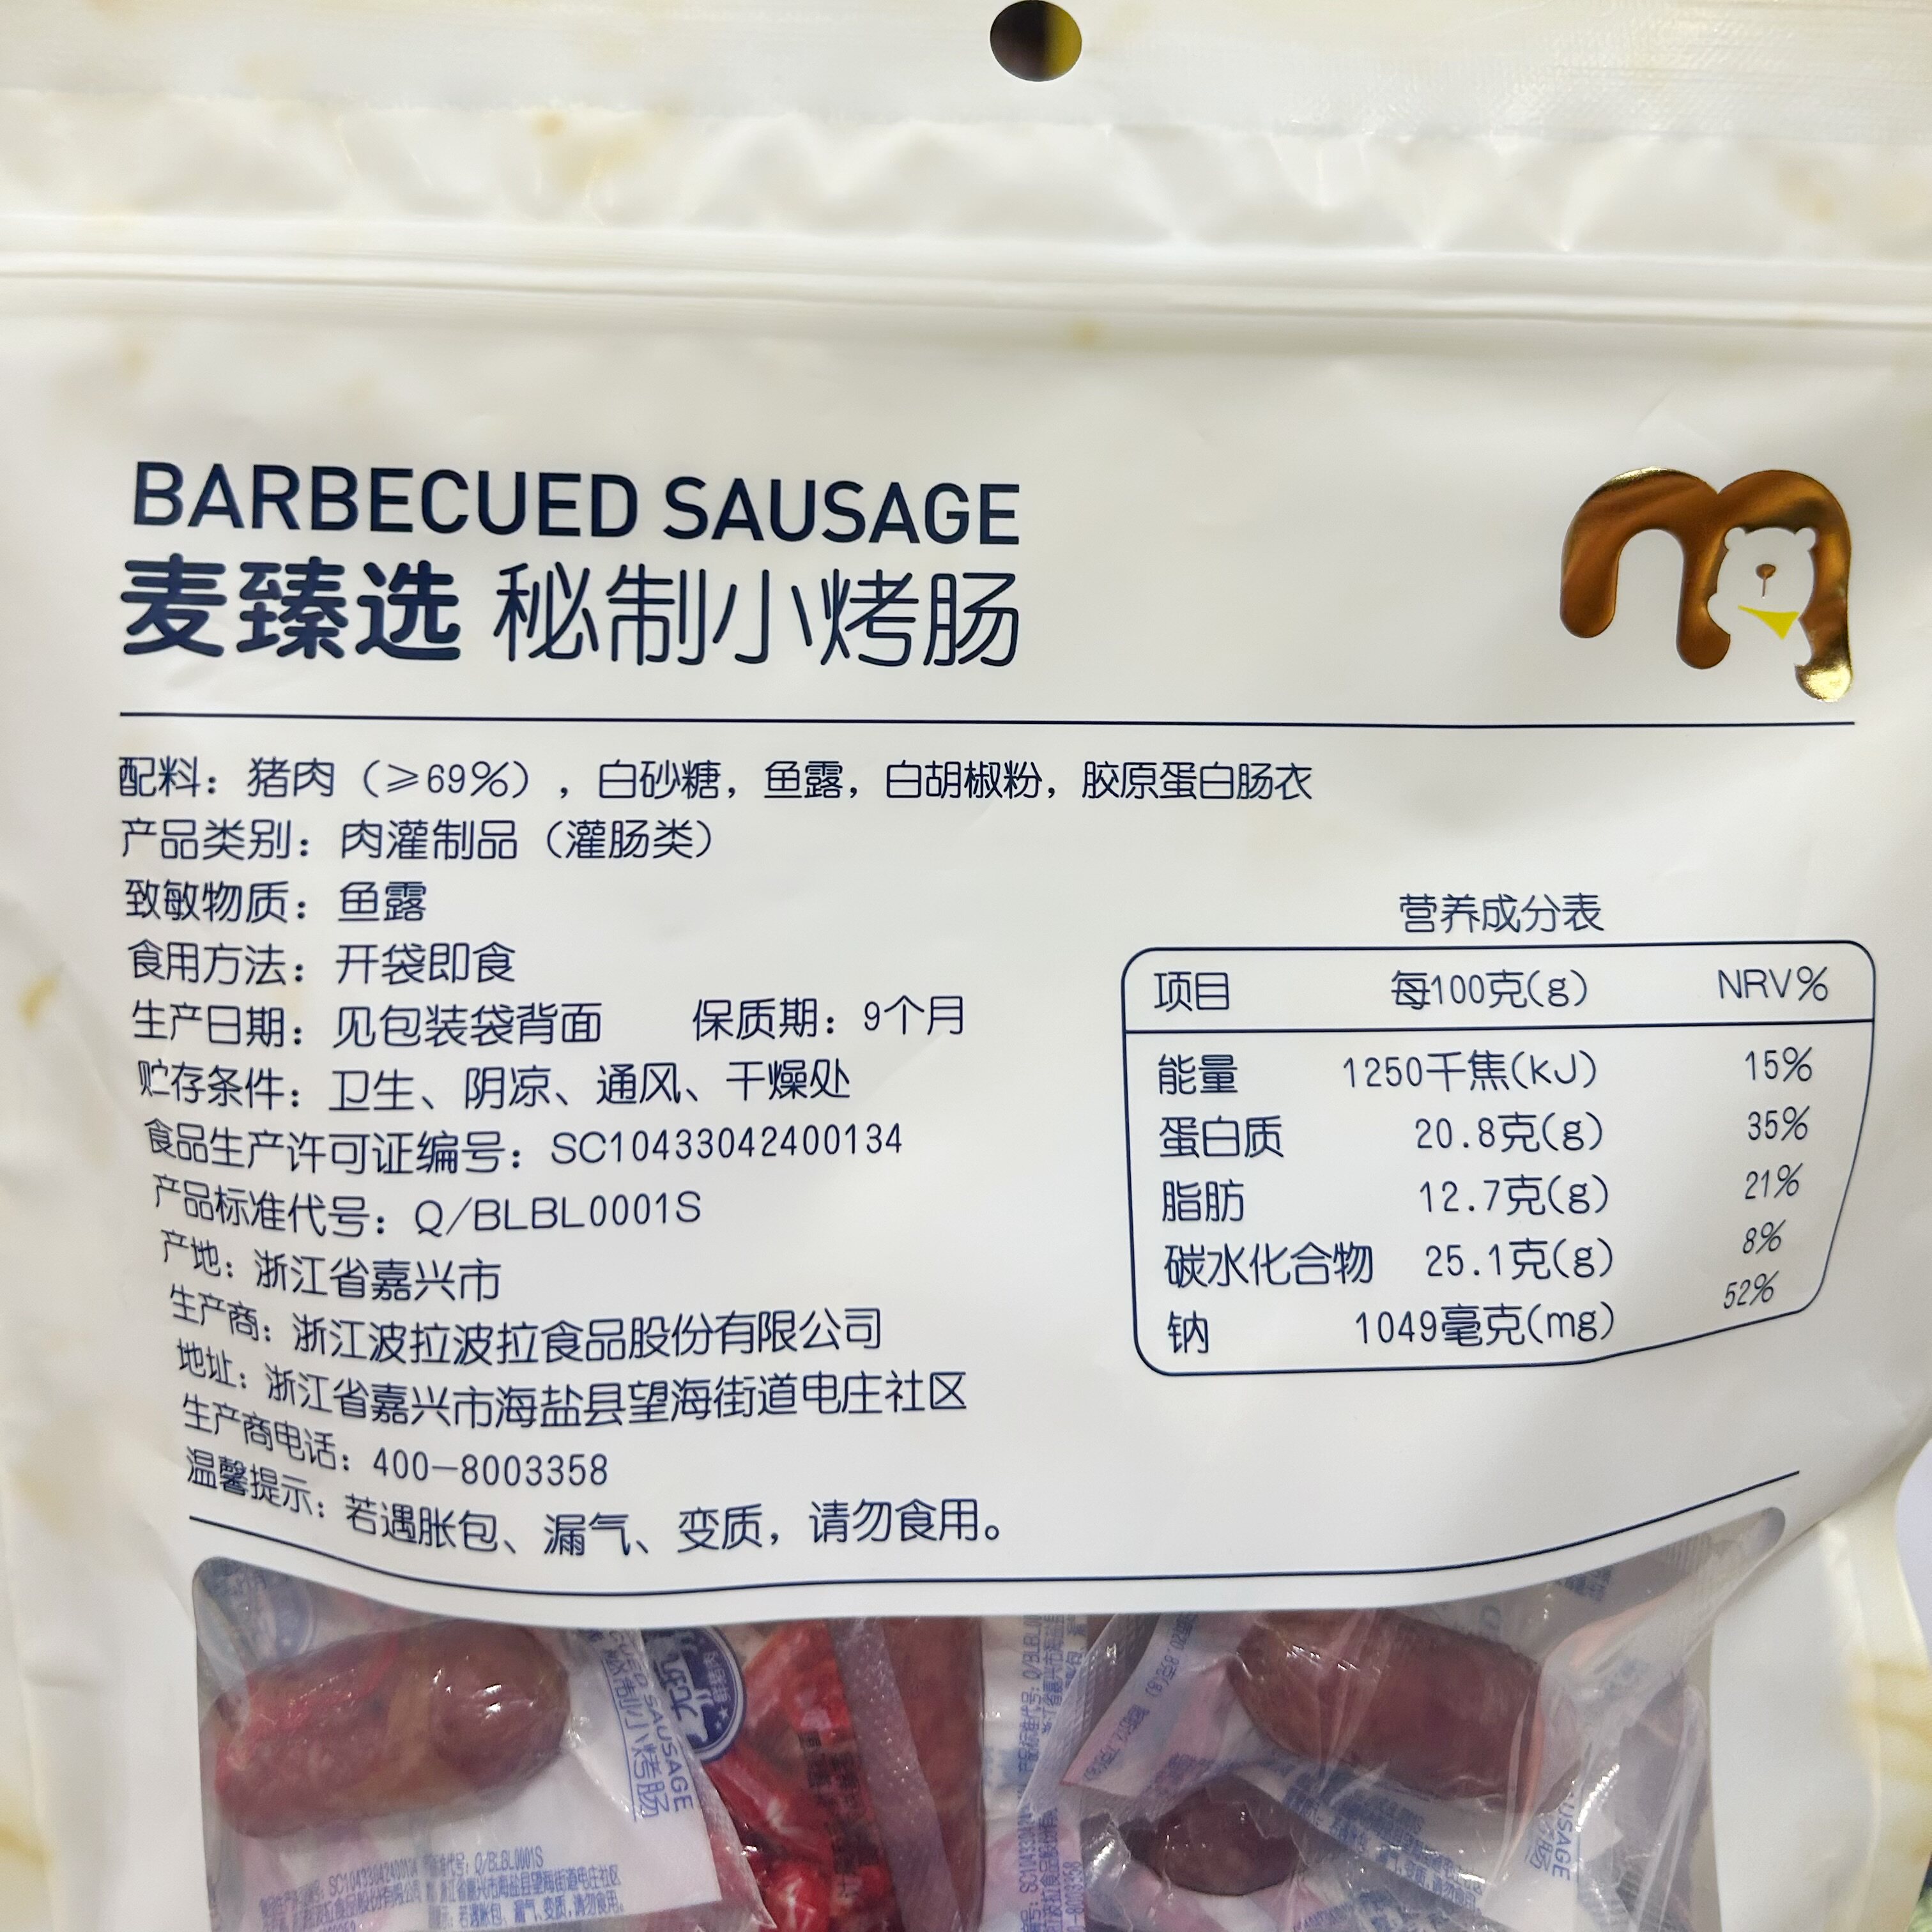 BARBECUED SAUSAGE
麦臻选 秘制小烤肠
配料：猪肉（≥69%），白砂糖，鱼露，白胡椒粉，胶原蛋白肠衣
产品类别：肉灌制品（灌肠类）
致敏物质：鱼露
食用方法：开袋即食
生产日期：见包装袋背面 保质期：9个月
贮存条件：卫生、阴凉、通风、干燥处
食品生产许可证编号：SC10433042400134
产品标准代号：Q/BLBL0001S
产地：浙江省嘉兴市
生产商：浙江波拉波拉食品股份有限公司
地址：浙江省嘉兴市海盐县望海街道电庄社区
生产商电话：400-8003358
温馨提示：若遇胀包、漏气、变质，请勿食用。
营养成分表
项目 每100克(g) NRV%
能量 1250千焦(kJ) 15%
蛋白质 20.8克(g) 35%
脂肪 12.7克(g) 21%
碳水化合物 25.1克(g) 8%
钠 1049毫克(mg) 52%
SAUSAGE
小烤肠